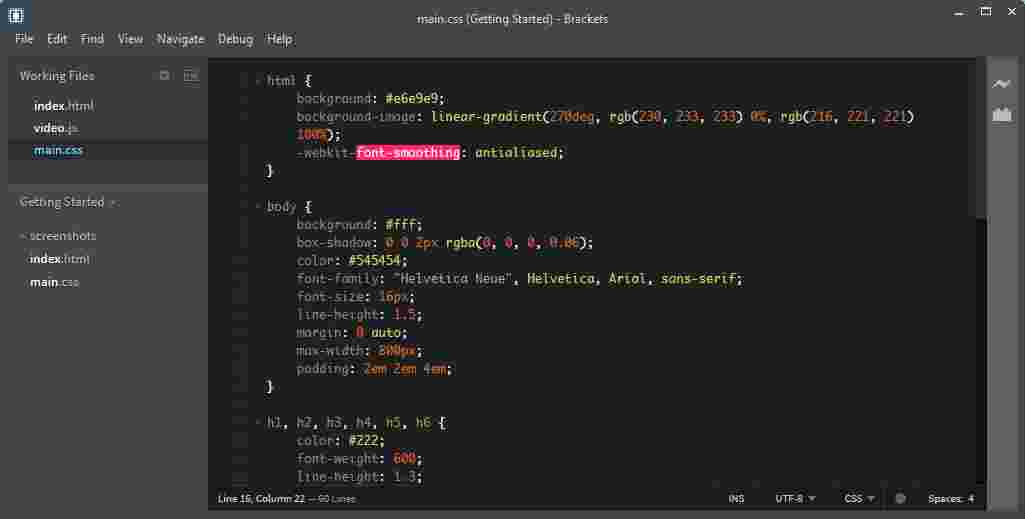 main.css (Getting Started) - Brackets
File Edit Find View Navigate Debug Help
Working Files
index.html
video.js
main.css
Getting Started
screenshots
index.html
main.css
html {
background: #e6e9e9;
background-image: linear-gradient(270deg, rgb(230, 233, 233) 0%, rgb(216, 221, 221)
100%);
-webkit-font-smoothing: antialiased;
}
body {
background: #fff;
box-shadow: 0 0 2px rgba(0, 0, 0, 0.06);
color: #545454;
font-family: "Helvetica Neue", Helvetica, Arial, sans-serif;
font-size: 16px;
line-height: 1.5;
margin: 0 auto;
max-width: 800px;
padding: 2em 2em 4em;
}
h1, h2, h3, h4, h5, h6 {
color: #222;
font-weight: 600;
line-height: 1.3;
Line 16, Column 22 — 60 Lines INS UTF-8 CSS Spaces: 4